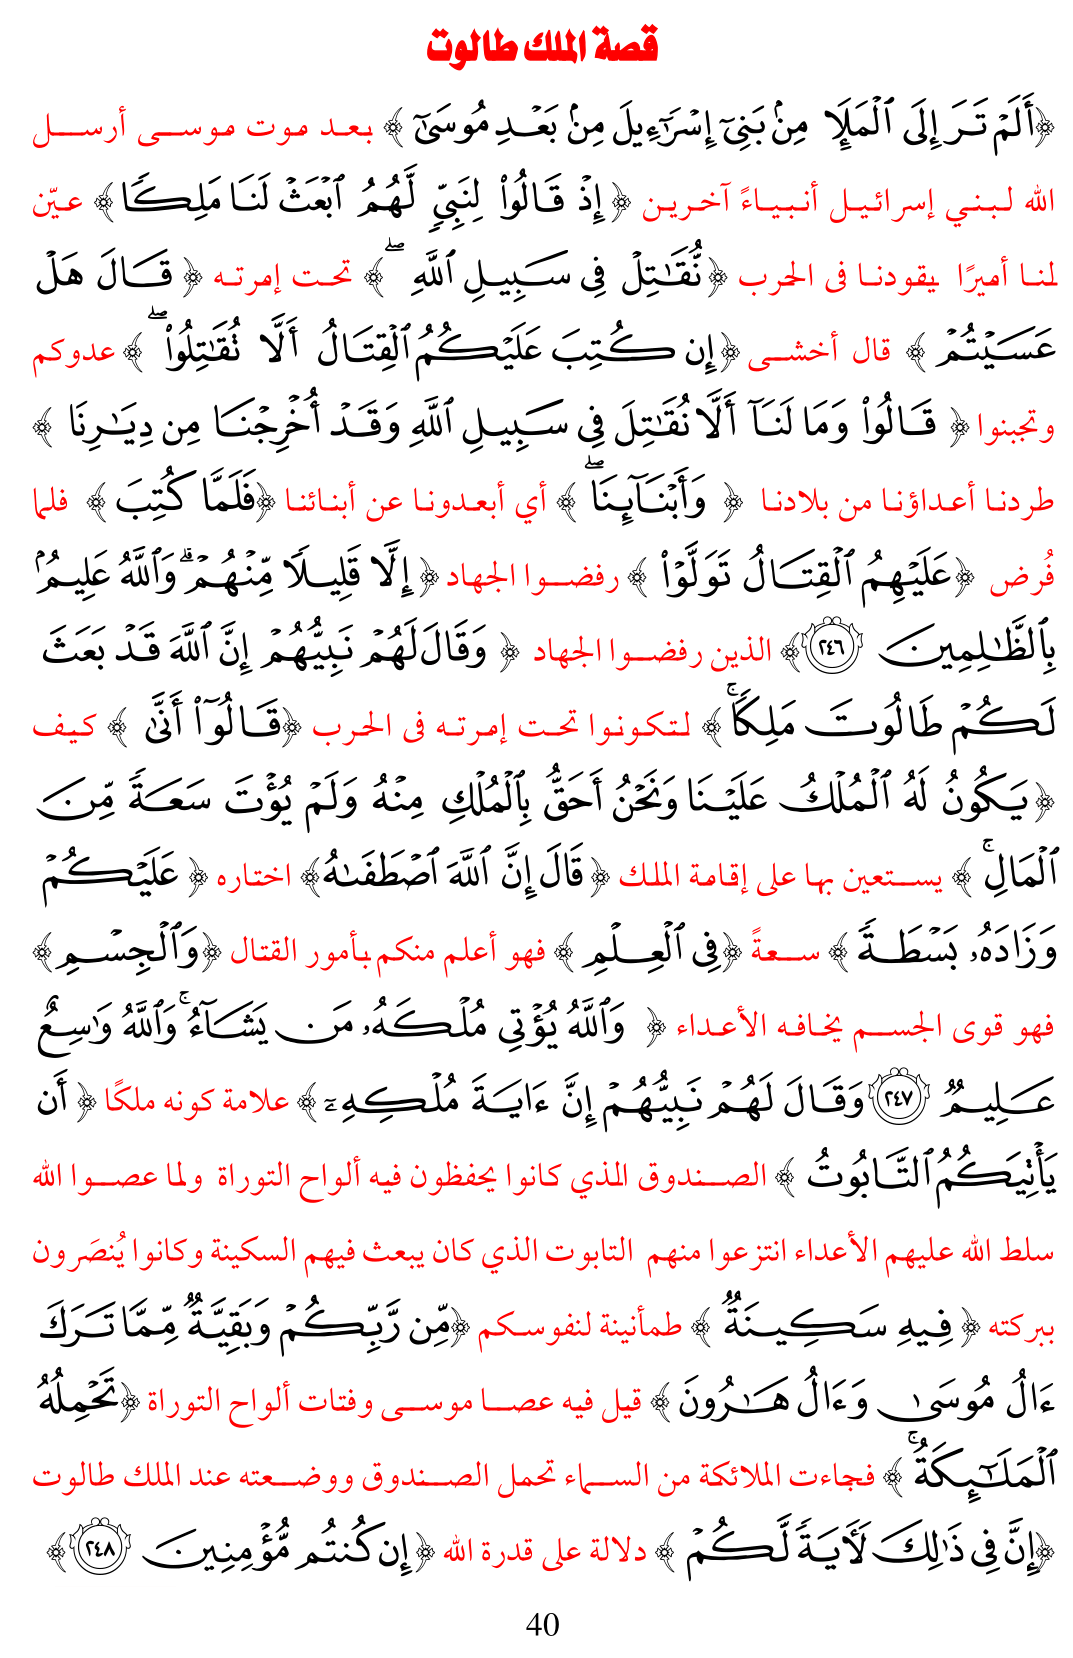 قصة الملك طالوت
﴿أَلَمْ تَرَ إِلَى ٱلْمَلَإِ مِنۢ بَنِيٓ إِسْرَٰٓءِيلَ مِنۢ بَعْدِ مُوسَىٰٓ ﴾ بعد موت موسى أرسل
الله لبني إسرائيل أنبياءً آخرين ﴿ إِذْ قَالُوا۟ لِنَبِيٍّ لَّهُمُ ٱبْعَثْ لَنَا مَلِكًا ﴾ عيّن
لمنا أميرًا يقودنا فى الحرب ﴿ نُّقَٰتِلْ فِى سَبِيلِ ٱللَّهِ ۖ ﴾ تحت إمرته ﴿ قَالَ هَلْ
عَسَيْتُمْ ﴾ قال أخشى ﴿إِن كُتِبَ عَلَيْكُمُ ٱلْقِتَالُ أَلَّا تُقَٰتِلُوا۟ ۖ ﴾ عدوكم
وتجبنوا ﴿ قَالُوا۟ وَمَا لَنَآ أَلَّا نُقَٰتِلَ فِى سَبِيلِ ٱللَّهِ وَقَدْ أُخْرِجْنَا مِن دِيَٰرِنَا ﴾
طردنا أعداؤنا من بلادنا ﴿ وَأَبْنَآئِنَا ۖ ﴾ أي أبعدونا عن أبنائنا ﴿فَلَمَّا كُتِبَ ﴾ فلما
فُرض ﴿عَلَيْهِمُ ٱلْقِتَالُ تَوَلَّوْا۟ ﴾ رفضوا الجهاد ﴿ إِلَّا قَلِيلًا مِّنْهُمْ ۗ وَٱللَّهُ عَلِيمٌۢ
بِٱلظَّٰلِمِينَ ٢٤٦﴾ الذين رفضوا الجهاد ﴿ وَقَالَ لَهُمْ نَبِيُّهُمْ إِنَّ ٱللَّهَ قَدْ بَعَثَ
لَكُمْ طَالُوتَ مَلِكًا ۚ﴾ لتكونوا تحت إمرته فى الحرب ﴿قَالُوٓا۟ أَنَّىٰ ﴾ كيف
﴿ يَكُونُ لَهُ ٱلْمُلْكُ عَلَيْنَا وَنَحْنُ أَحَقُّ بِٱلْمُلْكِ مِنْهُ وَلَمْ يُؤْتَ سَعَةً مِّنَ
ٱلْمَالِ ۚ ﴾ يستعين بها على إقامة الملك ﴿ قَالَ إِنَّ ٱللَّهَ ٱصْطَفَىٰهُ﴾ اختاره ﴿ عَلَيْكُمْ
وَزَادَهُۥ بَسْطَةً ﴾ سعةً ﴿فِى ٱلْعِلْمِ ﴾ فهو أعلم منكم بأمور القتال ﴿وَٱلْجِسْمِ﴾
فهو قوى الجسم يخافه الأعداء ﴿ وَٱللَّهُ يُؤْتِى مُلْكَهُۥ مَن يَشَآءُ ۚ وَٱللَّهُ وَٰسِعٌ
عَلِيمٌ ٢٤٧ وَقَالَ لَهُمْ نَبِيُّهُمْ إِنَّ ءَايَةَ مُلْكِهِۦٓ ﴾ علامة كونه ملكًا ﴿ أَن
يَأْتِيَكُمُ ٱلتَّابُوتُ ﴾ الصندوق الذي كانوا يحفظون فيه ألواح التوراة ولما عصوا الله
سلط الله عليهم الأعداء انتزعوا منهم التابوت الذي كان يبعث فيهم السكينة وكانوا يُنصَرون
ببركته ﴿ فِيهِ سَكِينَةٌ ﴾ طمأنينة لنفوسكم ﴿مِّن رَّبِّكُمْ وَبَقِيَّةٌ مِّمَّا تَرَكَ
ءَالُ مُوسَىٰ وَءَالُ هَٰرُونَ ﴾ قيل فيه عصا موسى وفتات ألواح التوراة ﴿تَحْمِلُهُ
ٱلْمَلَٰٓئِكَةُ ۚ ﴾ فجاءت الملائكة من السماء تحمل الصندوق ووضعته عند الملك طالوت
﴿إِنَّ فِى ذَٰلِكَ لَأَيَةً لَّكُمْ ﴾ دلالة على قدرة الله ﴿ إِن كُنتُم مُّؤْمِنِينَ ٢٤٨﴾
40